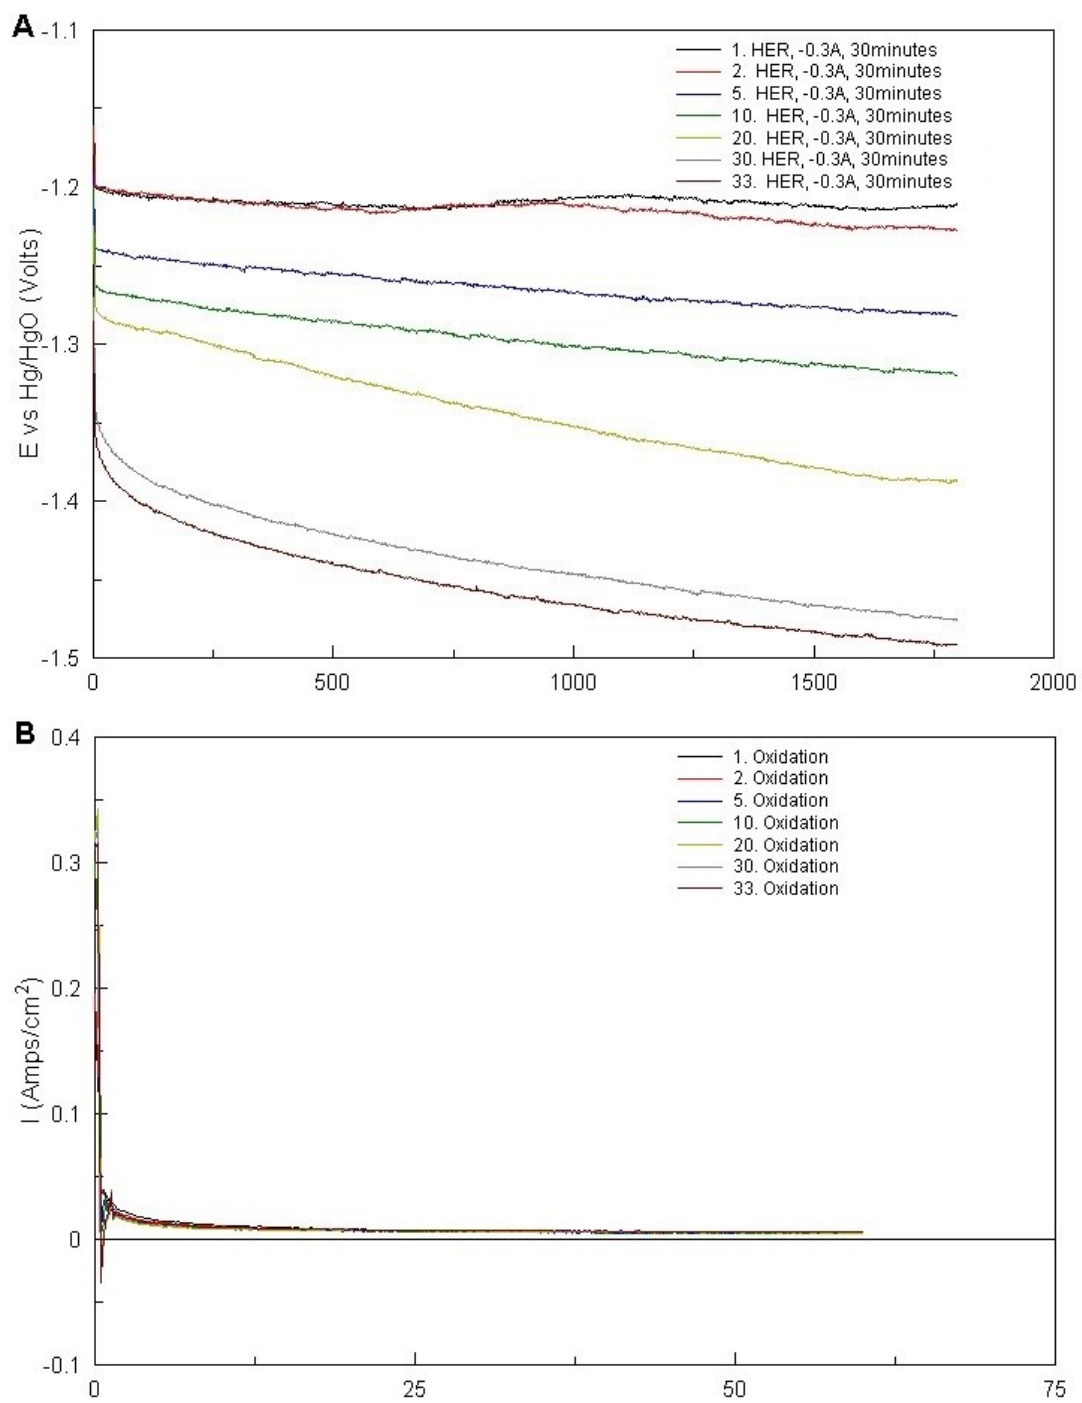 A
-1.1
1. HER, -0.3A, 30minutes
2. HER, -0.3A, 30minutes
5. HER, -0.3A, 30minutes
10. HER, -0.3A, 30minutes
20. HER, -0.3A, 30minutes
30. HER, -0.3A, 30minutes
33. HER, -0.3A, 30minutes
-1.2
-1.3
-1.4
-1.5
E vs Hg/HgO (Volts)
0 500 1000 1500 2000
B
0.4
1. Oxidation
2. Oxidation
5. Oxidation
10. Oxidation
20. Oxidation
30. Oxidation
33. Oxidation
0.3
0.2
0.1
0
-0.1
I (Amps/cm²)
0 25 50 75